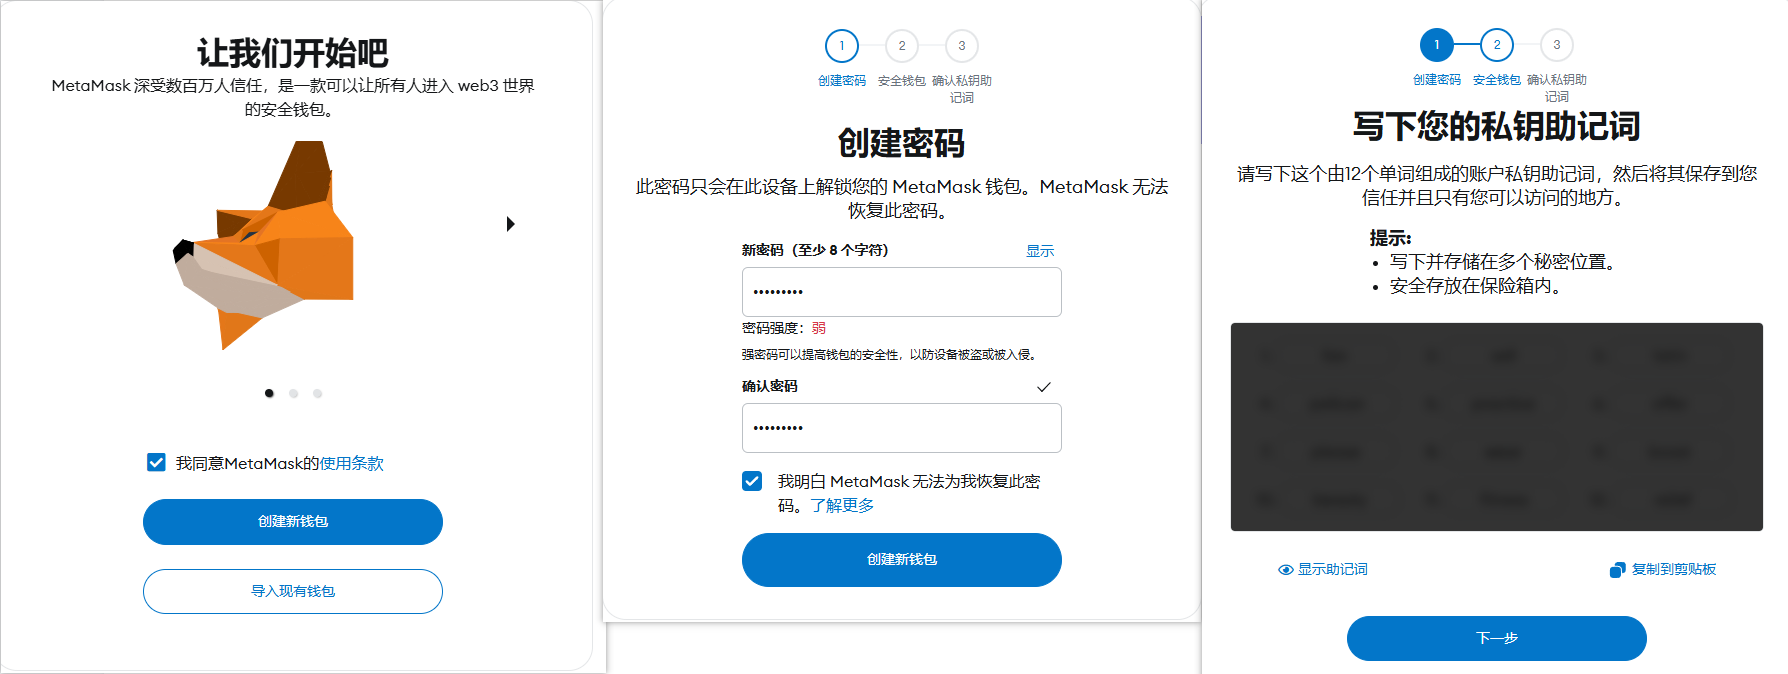 让我们开始吧
MetaMask 深受数百万人信任，是一款可以让所有人进入 web3 世界
的安全钱包。
我同意MetaMask的使用条款
创建新钱包
导入现有钱包
1 2 3
创建密码 安全钱包 确认私钥助
记词
创建密码
此密码只会在此设备上解锁您的 MetaMask 钱包。MetaMask 无法
恢复此密码。
新密码（至少 8 个字符） 显示
•••••••••
密码强度：弱
强密码可以提高钱包的安全性，以防设备被盗或被入侵。
确认密码
•••••••••
我明白 MetaMask 无法为我恢复此密
码。了解更多
创建新钱包
1 2 3
创建密码 安全钱包 确认私钥助
记词
写下您的私钥助记词
请写下这个由12个单词组成的账户私钥助记词，然后将其保存到您
信任并且只有您可以访问的地方。
提示:
• 写下并存储在多个秘密位置。
• 安全存放在保险箱内。
显示助记词 复制到剪贴板
下一步